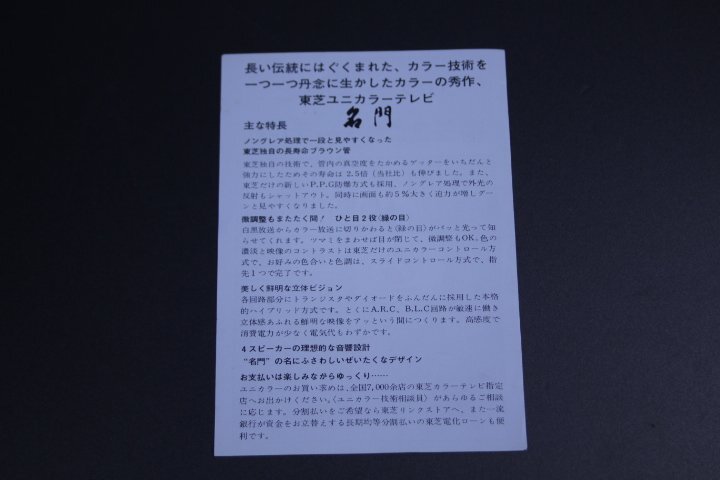 長い伝統にはぐくまれた、カラー技術を
一つ一つ丹念に生かしたカラーの秀作、
東芝ユニカラーテレビ
名門
主な特長
ノングレア処理で一段と見やすくなった
東芝独自の長寿命ブラウン管
東芝独自の技術で、管内の真空度をたかめるゲッターをいちだんと
強力にしたためその寿命は2.5倍(当社比)も伸びました。また、
東芝だけの新しいP.P.G防爆方式も採用、ノングレア処理で外光の
反射もシャットアウト。同時に画面も約5%大きく迫力が増しグー
ンと見やすくなりました。
微調整もまたたく間! ひと目2役〈緑の目〉
白黒放送からカラー放送に切りかわると〈緑の目〉がパッと光って知
らせてくれます。ツマミをまわせば目が閉じて、微調整もOK。色の
濃淡と映像のコントラストは東芝だけのユニカラーコントロール方
式で、お好みの色合いと色調は、スライドコントロール方式で、指
先1つで完了です。
美しく鮮明な立体ビジョン
各回路部分にトランジスタやダイオードをふんだんに採用した本格
的ハイブリッド方式です。とくにA.R.C、B.L.C回路が敏速に働き
立体感あふれる鮮明な映像をアッという間につくります。高感度で
消費電力が少なく電気代もわずかです。
4スピーカーの理想的な音響設計
“名門”の名にふさわしいぜいたくなデザイン
お支払いは楽しみながらゆっくり……
ユニカラーのお買い求めは、全国7,000余店の東芝カラーテレビ指定
店へお出かけください。〈ユニカラー技術相談員〉があらゆるご相談
に応じます。分割払いをご希望なら東芝リンクストアへ、また一流
銀行が資金をお立替えする長期均等分割払いの東芝電化ローンも便
利です。